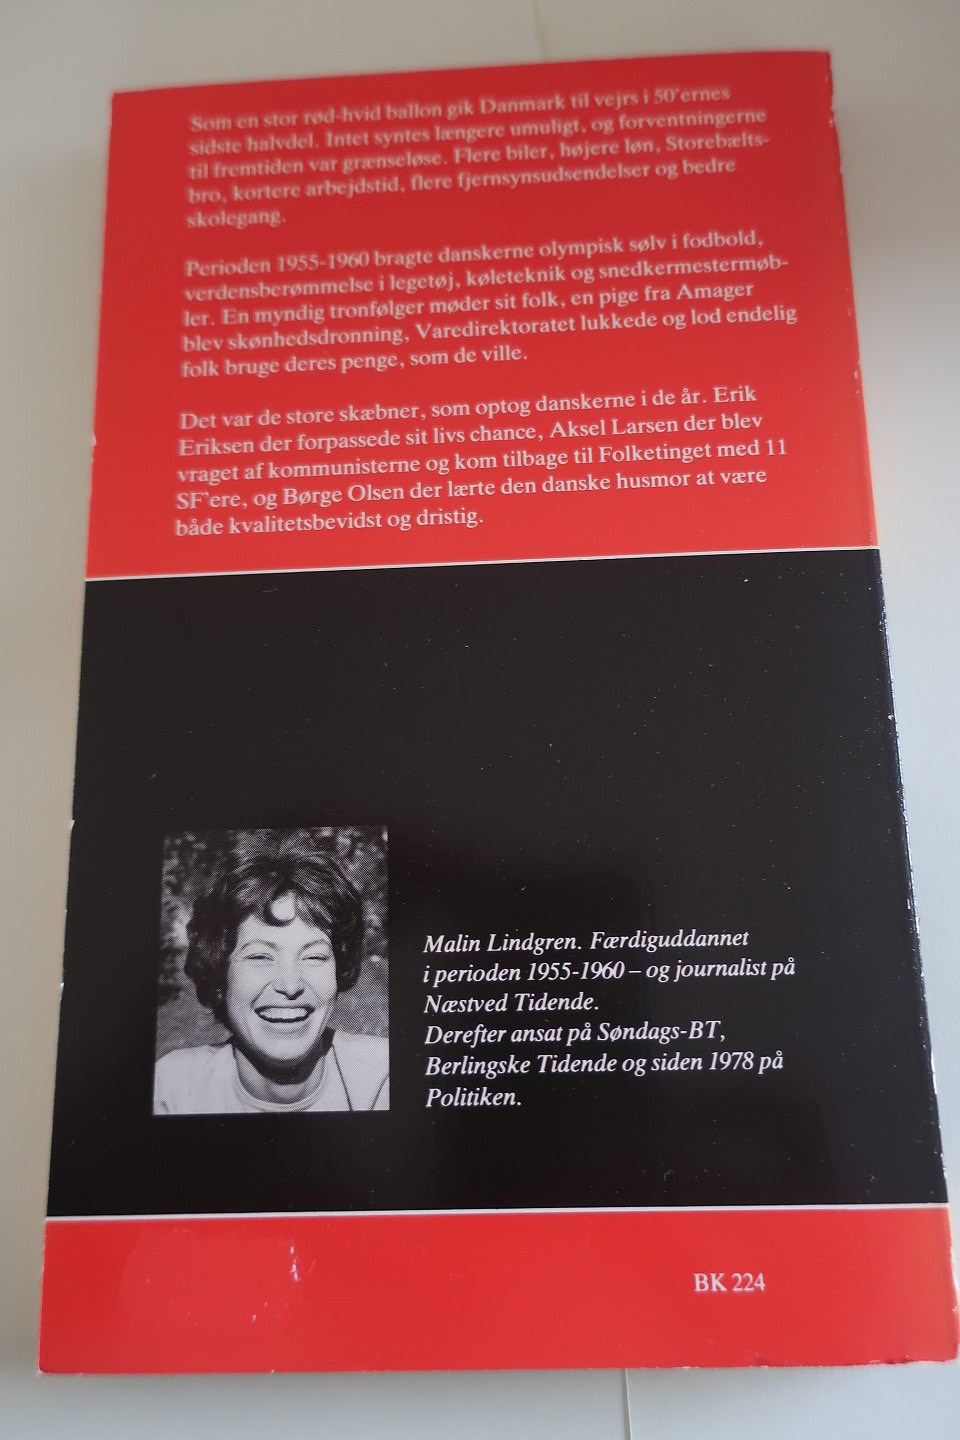 Som en stor rød-hvid ballon gik Danmark til vejrs i 50'ernes
sidste halvdel. Intet syntes længere umuligt, og forventningerne
til fremtiden var grænseløse. Flere biler, højere løn, Storebælts-
bro, kortere arbejdstid, flere fjernsynsudsendelser og bedre
skolegang.
Perioden 1955-1960 bragte danskerne olympisk sølv i fodbold,
verdensberømmelse i legetøj, køleteknik og snedkermestermøb-
ler. En myndig tronfølger møder sit folk, en pige fra Amager
blev skønhedsdronning, Varedirektoratet lukkede og lod endelig
folk bruge deres penge, som de ville.
Det var de store skæbner, som optog danskerne i de år. Erik
Eriksen der forpassede sit livs chance, Aksel Larsen der blev
vraget af kommunisterne og kom tilbage til Folketinget med 11
SF'ere, og Børge Olsen der lærte den danske husmor at være
både kvalitetsbevidst og dristig.
Malin Lindgren. Færdiguddannet
i perioden 1955-1960 – og journalist på
Næstved Tidende.
Derefter ansat på Søndags-BT,
Berlingske Tidende og siden 1978 på
Politiken.
BK 224